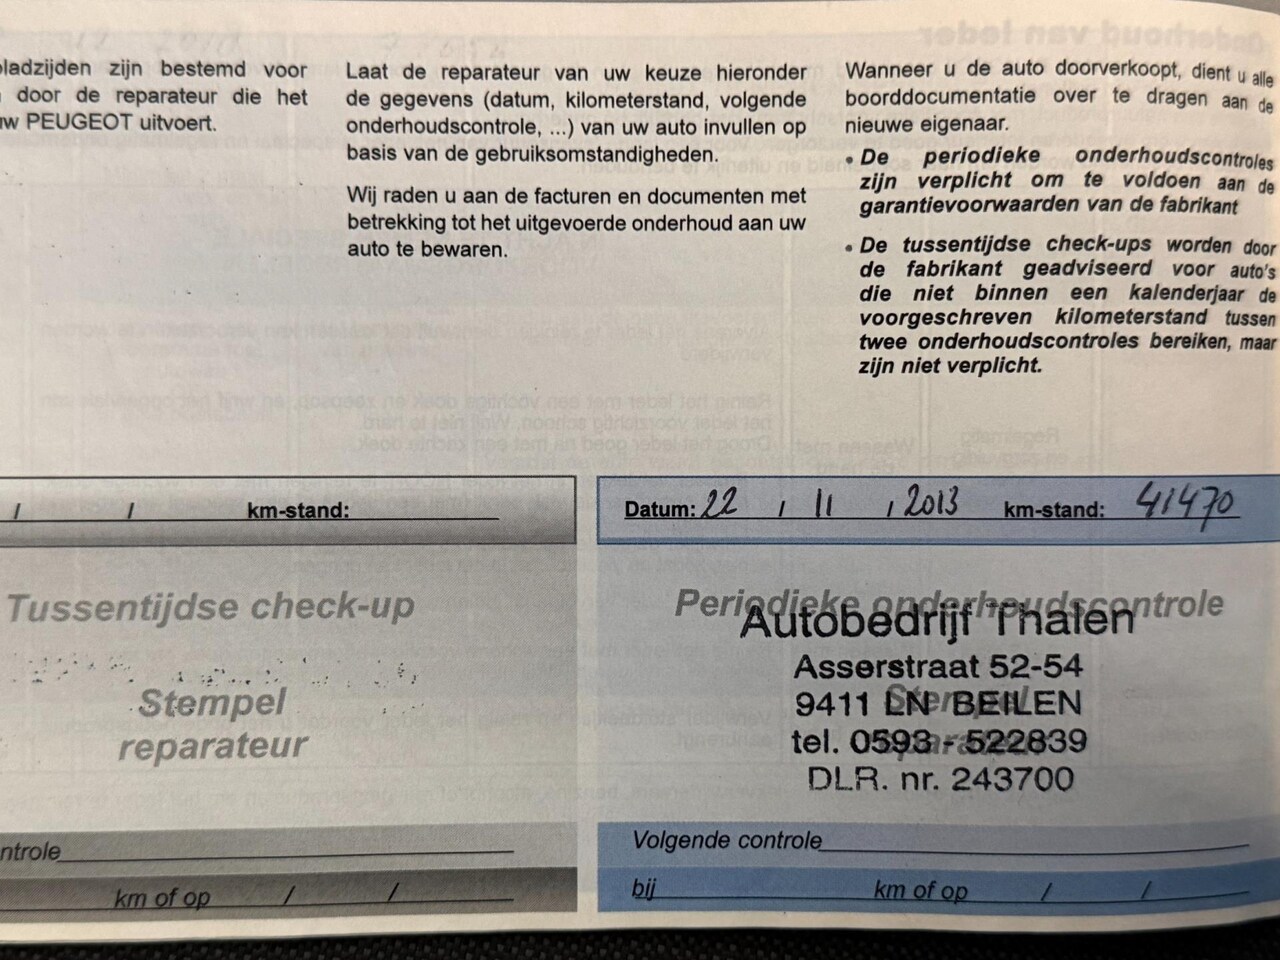 bladzijden zijn bestemd voor
door de reparateur die het
uw PEUGEOT uitvoert.
Laat de reparateur van uw keuze hieronder
de gegevens (datum, kilometerstand, volgende
onderhoudscontrole, ...) van uw auto invullen op
basis van de gebruiksomstandigheden.
Wij raden u aan de facturen en documenten met
betrekking tot het uitgevoerde onderhoud aan uw
auto te bewaren.
Wanneer u de auto doorverkoopt, dient u alle
boorddocumentatie over te dragen aan de
nieuwe eigenaar.
• De periodieke onderhoudscontroles
zijn verplicht om te voldoen aan de
garantievoorwaarden van de fabrikant
• De tussentijdse check-ups worden door
de fabrikant geadviseerd voor auto's
die niet binnen een kalenderjaar de
voorgeschreven kilometerstand tussen
twee onderhoudscontroles bereiken, maar
zijn niet verplicht.
/ / km-stand:
Tussentijdse check-up
Stempel
reparateur
ntrole
km of op / /
Datum: 22 / 11 / 2013 km-stand: 41470
Periodieke onderhoudscontrole
Autobedrijf Thalen
Asserstraat 52-54
9411 LN BEILEN
Stempel
tel. 0593 - 522839
reparateur
DLR. nr. 243700
Volgende controle
bij km of op / /